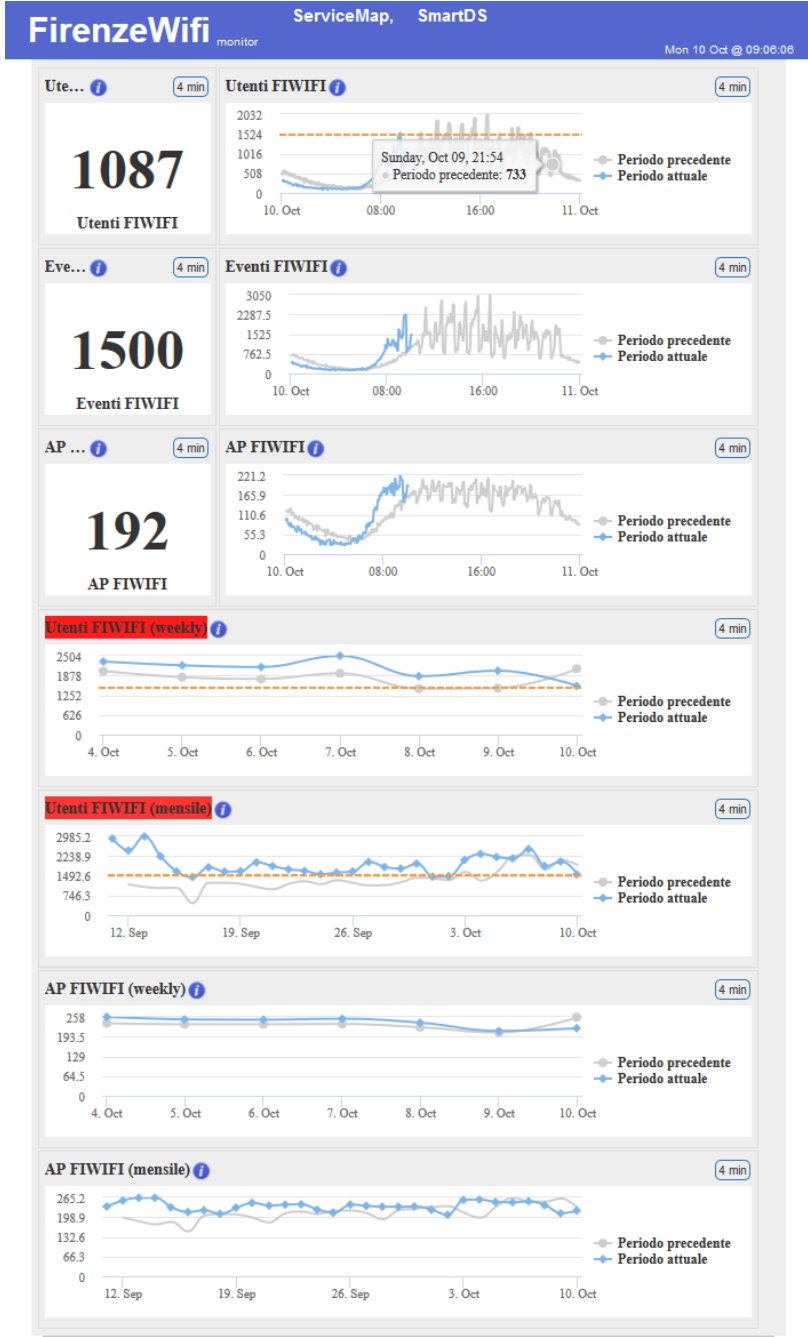 FirenzeWifi monitor
ServiceMap, SmartDS
Mon 10 Oct @ 09:06:06
Ute... i 4 min
1087
Utenti FIWIFI
Utenti FIWIFI i 4 min
2032
1524
1016
508
0
10. Oct 08:00 16:00 11. Oct
Sunday, Oct 09, 21:54
Periodo precedente: 733
Periodo precedente
Periodo attuale
Eve... i 4 min
1500
Eventi FIWIFI
Eventi FIWIFI i 4 min
3050
2287.5
1525
762.5
0
10. Oct 08:00 16:00 11. Oct
Periodo precedente
Periodo attuale
AP ... i 4 min
192
AP FIWIFI
AP FIWIFI i 4 min
221.2
165.9
110.6
55.3
0
10. Oct 08:00 16:00 11. Oct
Periodo precedente
Periodo attuale
Utenti FIWIFI (weekly) i 4 min
2504
1878
1252
626
0
4. Oct 5. Oct 6. Oct 7. Oct 8. Oct 9. Oct 10. Oct
Periodo precedente
Periodo attuale
Utenti FIWIFI (mensile) i 4 min
2985.2
2238.9
1492.6
746.3
0
12. Sep 19. Sep 26. Sep 3. Oct 10. Oct
Periodo precedente
Periodo attuale
AP FIWIFI (weekly) i 4 min
258
193.5
129
64.5
0
4. Oct 5. Oct 6. Oct 7. Oct 8. Oct 9. Oct 10. Oct
Periodo precedente
Periodo attuale
AP FIWIFI (mensile) i 4 min
265.2
198.9
132.6
66.3
0
12. Sep 19. Sep 26. Sep 3. Oct 10. Oct
Periodo precedente
Periodo attuale